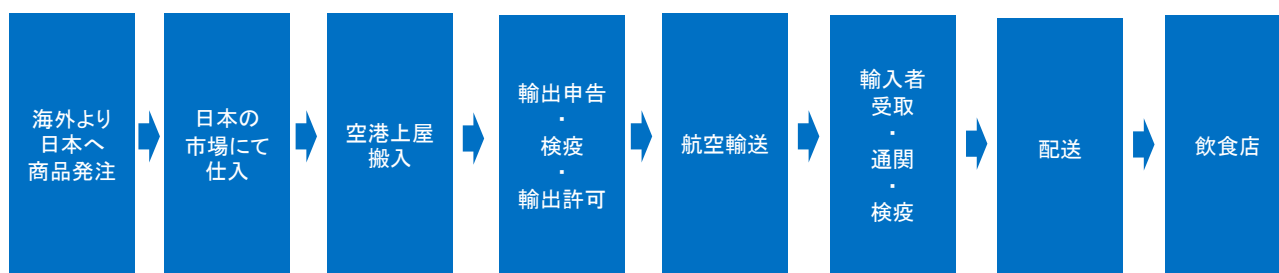 海外より
日本へ
商品発注
日本の
市場にて
仕入
空港上屋
搬入
輸出申告
・
検疫
・
輸出許可
航空輸送
輸入者
受取
・
通関
・
検疫
配送
飲食店